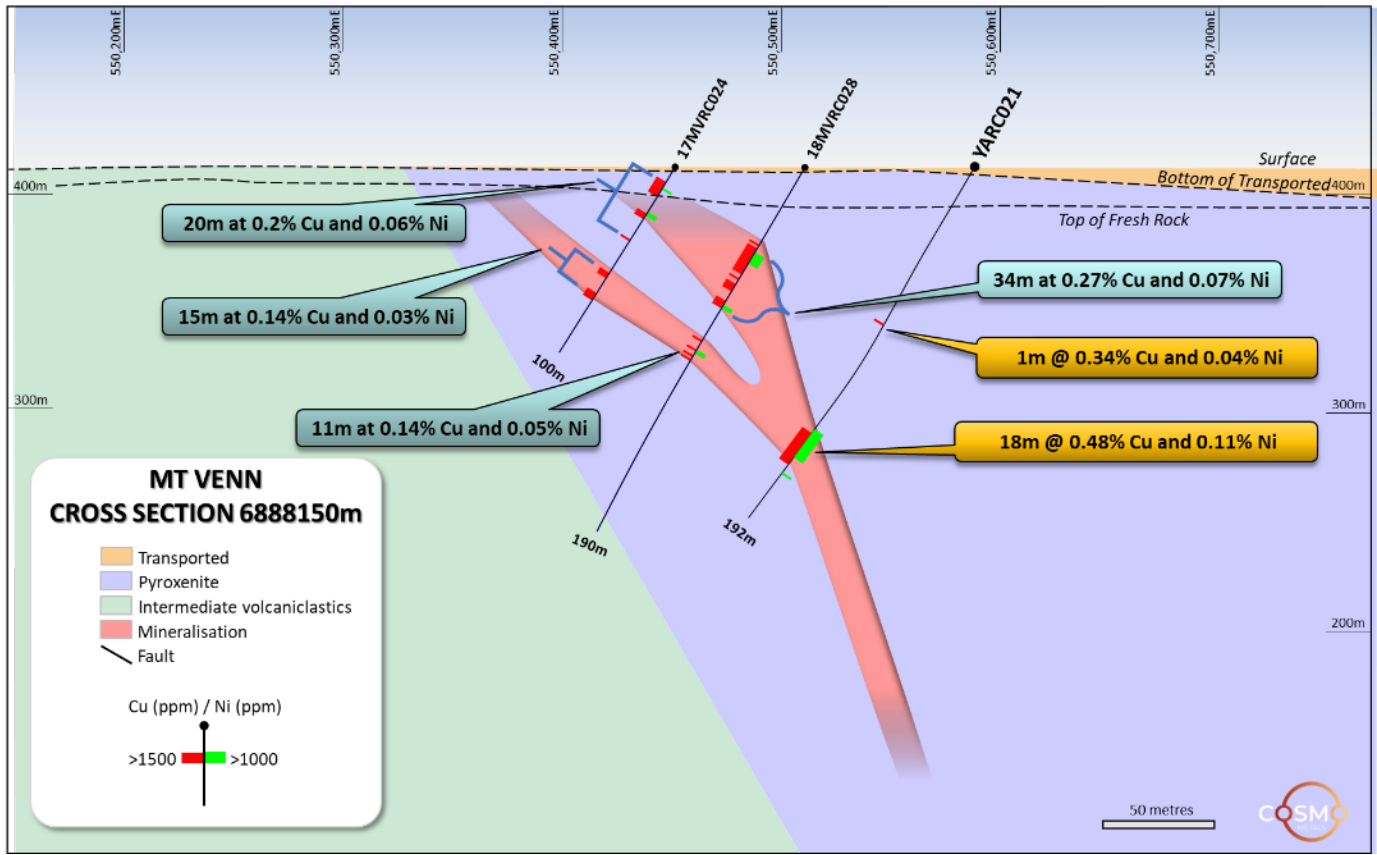 550,200mE
550,300mE
550,400mE
550,500mE
550,600mE
550,700mE
17MVRC024
18MVRC028
YARC021
Surface
Bottom of Transported
400m
400m
Top of Fresh Rock
20m at 0.2% Cu and 0.06% Ni
15m at 0.14% Cu and 0.03% Ni
11m at 0.14% Cu and 0.05% Ni
34m at 0.27% Cu and 0.07% Ni
1m @ 0.34% Cu and 0.04% Ni
18m @ 0.48% Cu and 0.11% Ni
100m
190m
192m
300m
300m
200m
MT VENN
CROSS SECTION 6888150m
Transported
Pyroxenite
Intermediate volcaniclastics
Mineralisation
Fault
Cu (ppm) / Ni (ppm)
>1500
>1000
50 metres
COSMO
METALS